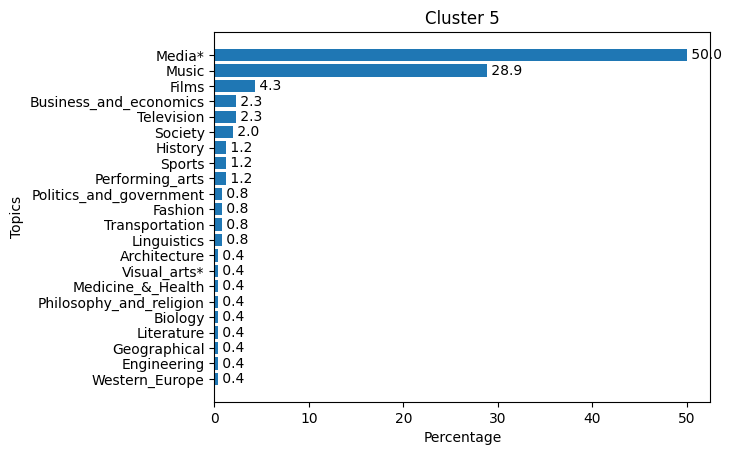 Cluster 5
Topics
Media* 50.0
Music 28.9
Films 4.3
Business_and_economics 2.3
Television 2.3
Society 2.0
History 1.2
Sports 1.2
Performing_arts 1.2
Politics_and_government 0.8
Fashion 0.8
Transportation 0.8
Linguistics 0.8
Architecture 0.4
Visual_arts* 0.4
Medicine_&_Health 0.4
Philosophy_and_religion 0.4
Biology 0.4
Literature 0.4
Geographical 0.4
Engineering 0.4
Western_Europe 0.4
0 10 20 30 40 50
Percentage